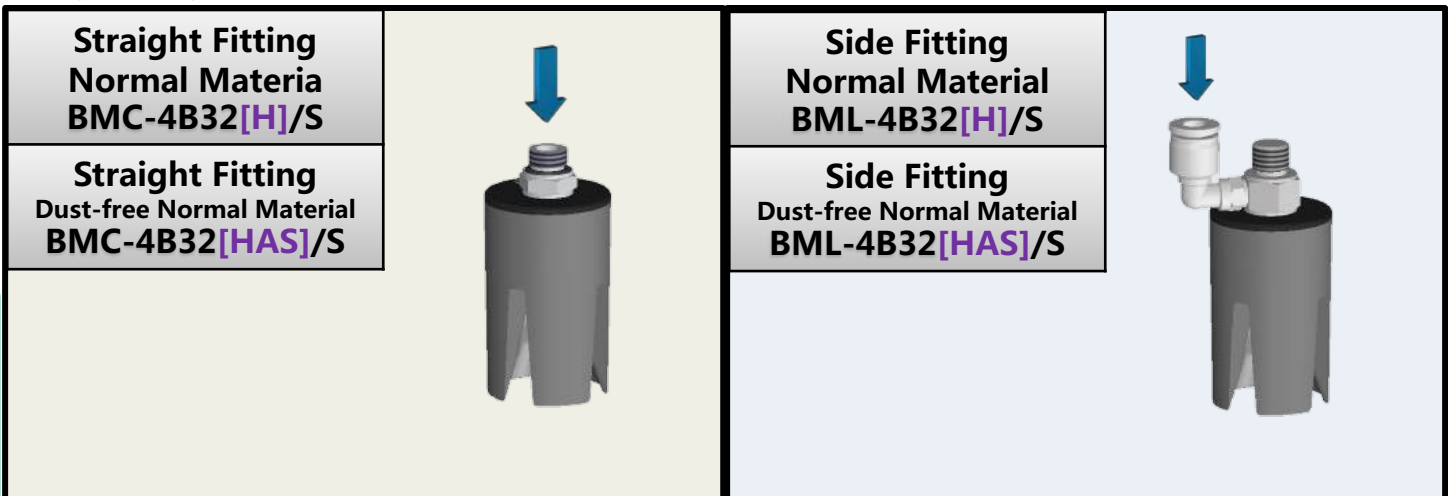 Straight Fitting
Normal Materia
BMC-4B32[H]/S
Straight Fitting
Dust-free Normal Material
BMC-4B32[HAS]/S
Side Fitting
Normal Material
BML-4B32[H]/S
Side Fitting
Dust-free Normal Material
BML-4B32[HAS]/S